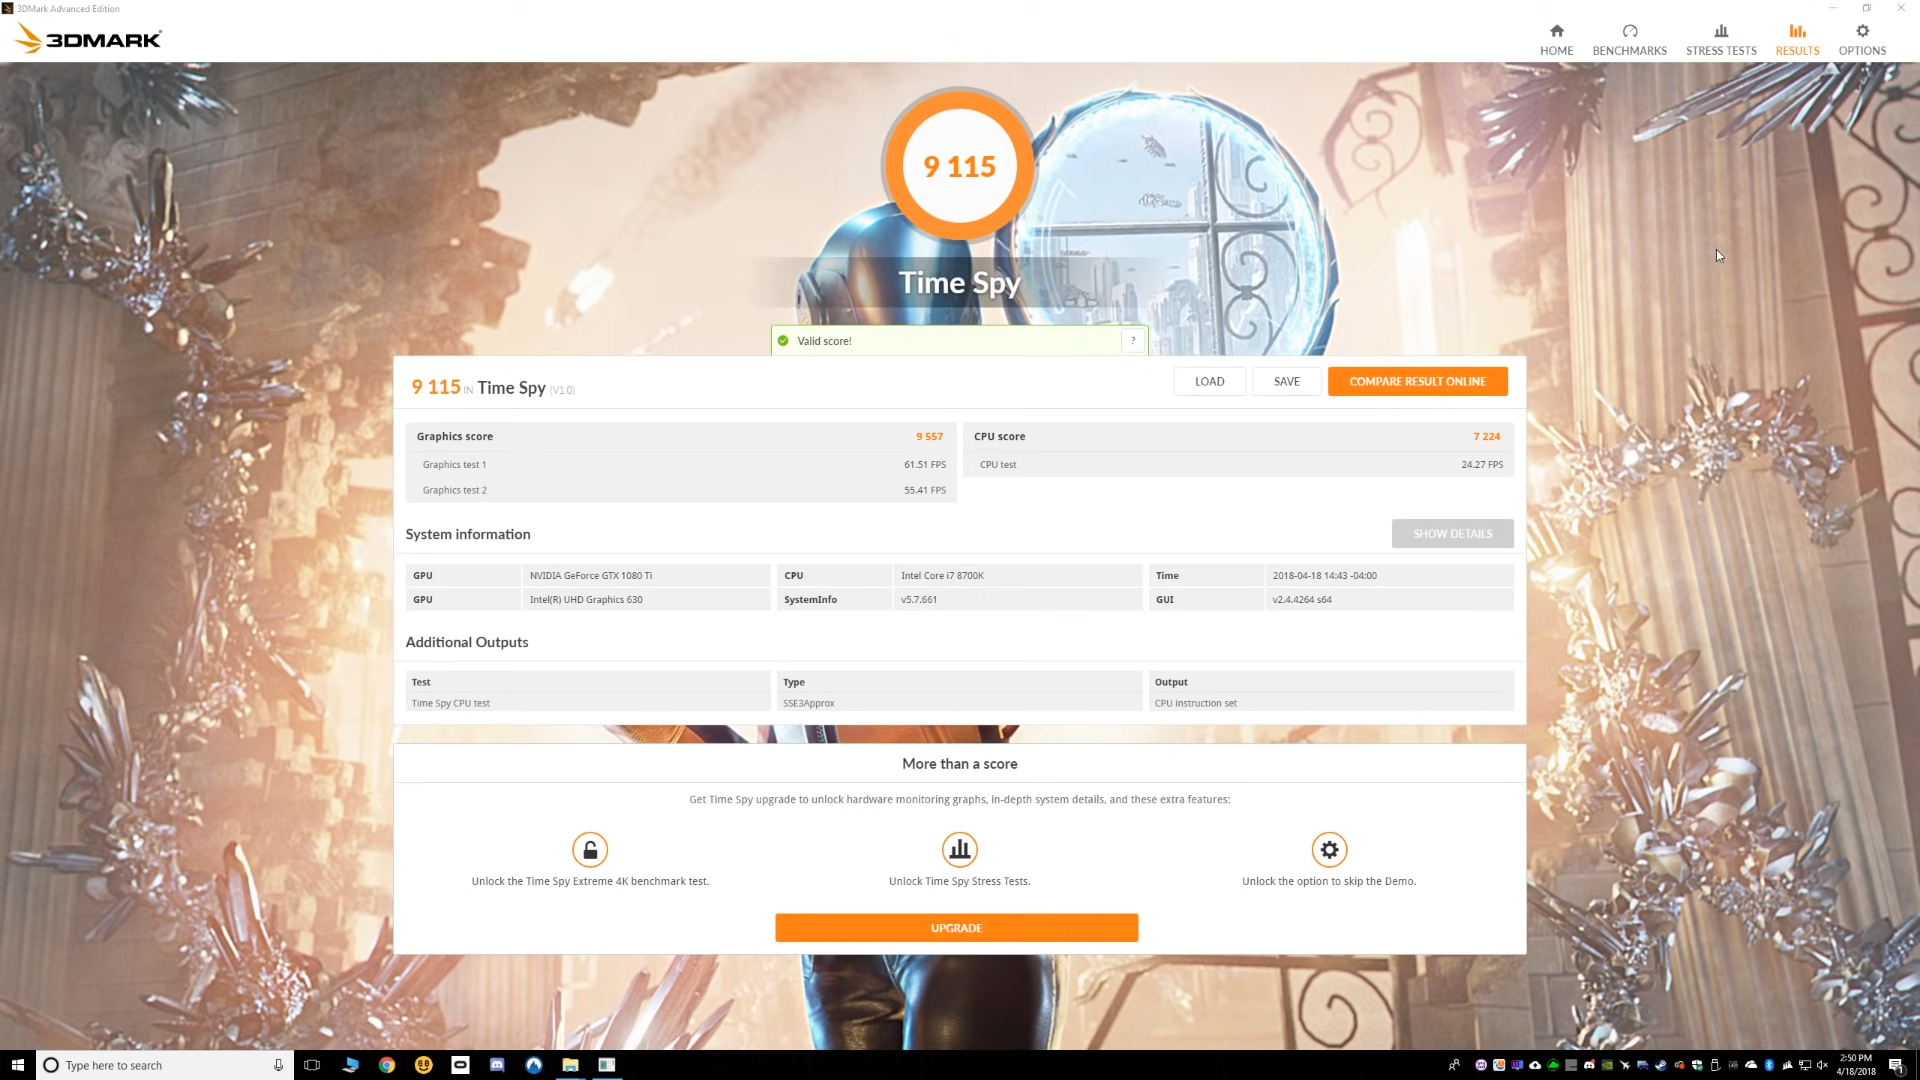 3DMark Advanced Edition
3DMARK
HOME BENCHMARKS STRESS TESTS RESULTS OPTIONS
9 115
Time Spy
Valid score! ?
9 115 IN Time Spy (V1.0) LOAD SAVE COMPARE RESULT ONLINE
Graphics score 9 557 CPU score 7 224
Graphics test 1 61.51 FPS CPU test 24.27 FPS
Graphics test 2 55.41 FPS
System information SHOW DETAILS
GPU NVIDIA GeForce GTX 1080 Ti CPU Intel Core i7 8700K Time 2018-04-18 14:43 -04:00
GPU Intel(R) UHD Graphics 630 SystemInfo v5.7.661 GUI v2.4.4264 s64
Additional Outputs
Test Type Output
Time Spy CPU test SSE3Approx CPU instruction set
More than a score
Get Time Spy upgrade to unlock hardware monitoring graphs, in-depth system details, and these extra features:
Unlock the Time Spy Extreme 4K benchmark test. Unlock Time Spy Stress Tests. Unlock the option to skip the Demo.
UPGRADE
Type here to search
2:50 PM
4/18/2018